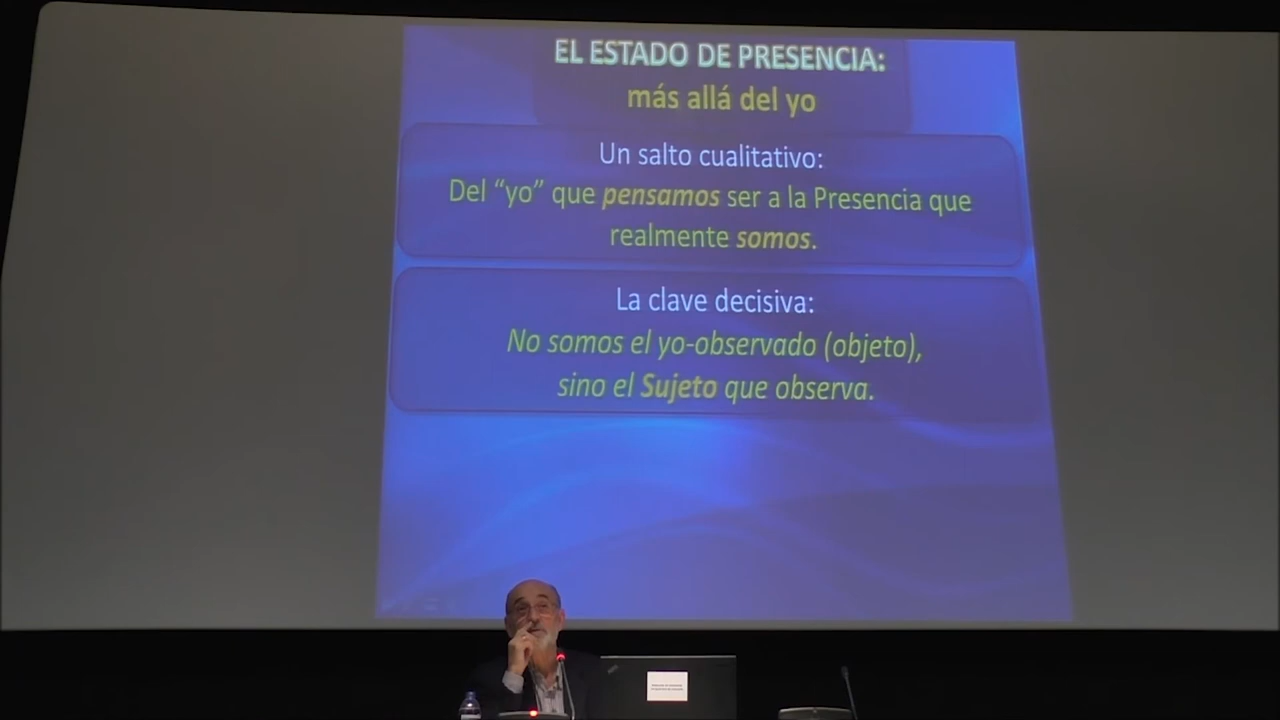 EL ESTADO DE PRESENCIA:
más allá del yo
Un salto cualitativo:
Del “yo” que pensamos ser a la Presencia que
realmente somos.
La clave decisiva:
No somos el yo-observado (objeto),
sino el Sujeto que observa.